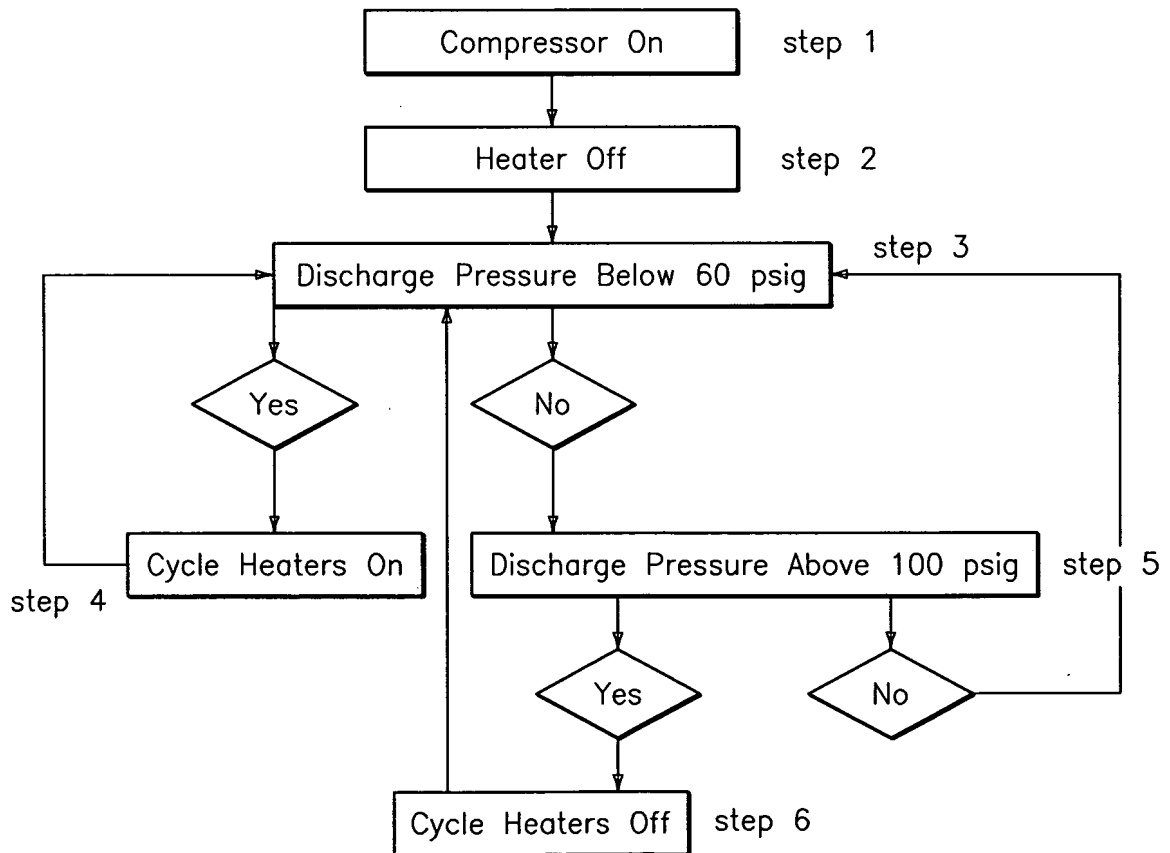 Compressor On
step 1
Heater Off
step 2
step 3
Discharge Pressure Below 60 psig
Yes
No
Cycle Heaters On
step 4
Discharge Pressure Above 100 psig
step 5
Yes
No
Cycle Heaters Off
step 6